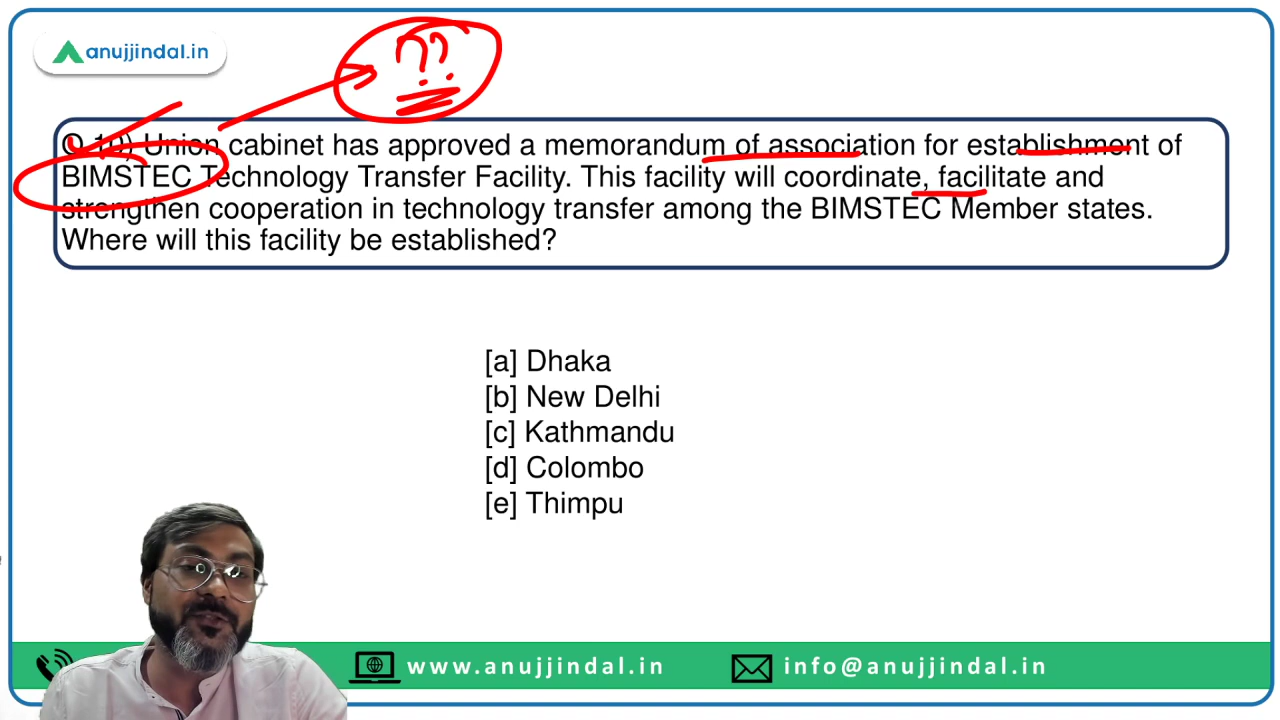 anujjindal.in
??
Q.10) Union cabinet has approved a memorandum of association for establishment of
BIMSTEC Technology Transfer Facility. This facility will coordinate, facilitate and
strengthen cooperation in technology transfer among the BIMSTEC Member states.
Where will this facility be established?
[a] Dhaka
[b] New Delhi
[c] Kathmandu
[d] Colombo
[e] Thimpu
www.anujjindal.in info@anujjindal.in